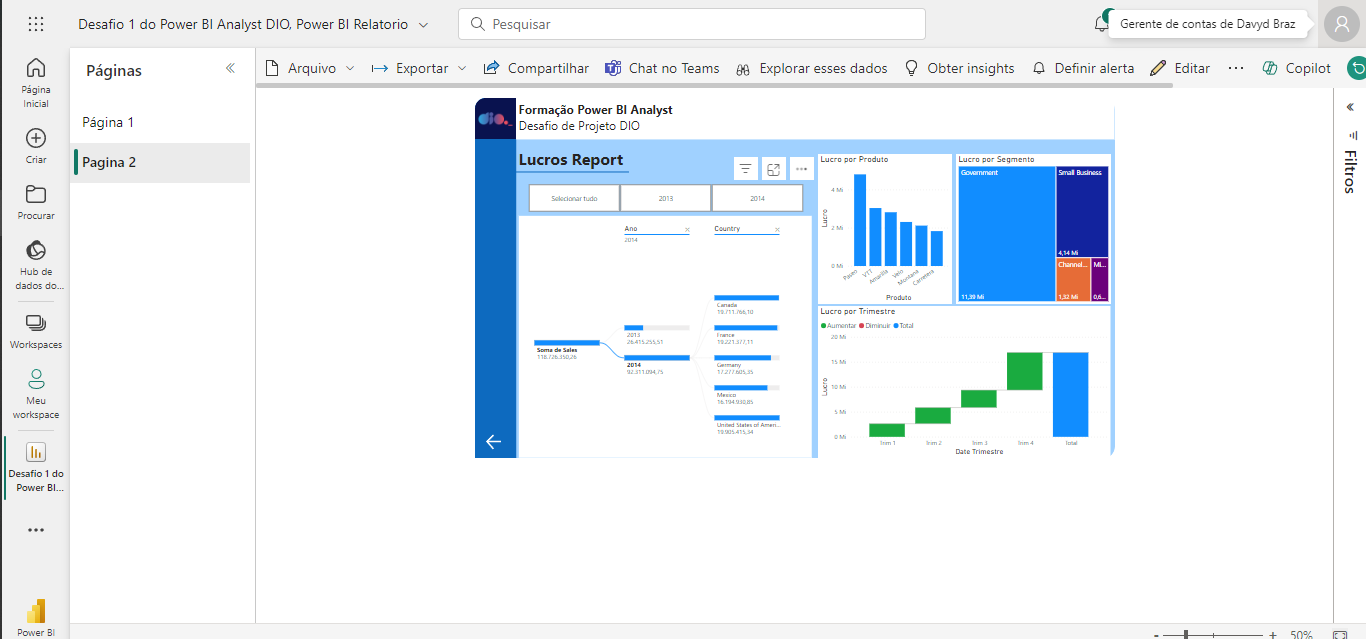 Desafio 1 do Power BI Analyst DIO, Power BI Relatorio
Pesquisar
Gerente de contas de Davyd Braz
Página
Inicial
Criar
Procurar
Hub de
dados do...
Workspaces
Meu
workspace
Desafio 1 do
Power BI...
Power BI
Páginas
Página 1
Pagina 2
Arquivo
Exportar
Compartilhar
Chat no Teams
Explorar esses dados
Obter insights
Definir alerta
Editar
Copilot
Filtros
dio.
Formação Power BI Analyst
Desafio de Projeto DIO
Lucros Report
Selecionar tudo
2013
2014
Ano
2014
Country
Soma de Sales
118.726.350,26
2013
26.415.255,51
2014
92.311.094,75
Canada
19.711.766,10
France
19.221.377,11
Germany
17.277.605,35
Mexico
16.194.930,85
United States of Ameri...
19.905.415,34
Lucro por Produto
Lucro
4 Mi
2 Mi
0 Mi
Paseo
VTT
Amarilla
Velo
Montana
Carretera
Produto
Lucro por Segmento
Government
11,39 Mi
Small Business
4,14 Mi
Channel...
1,32 Mi
Mi...
0,6...
Lucro por Trimestre
Aumentar
Diminuir
Total
Lucro
20 Mi
15 Mi
10 Mi
5 Mi
0 Mi
Trim 1
Trim 2
Trim 3
Trim 4
Total
Date Trimestre
- + 50%